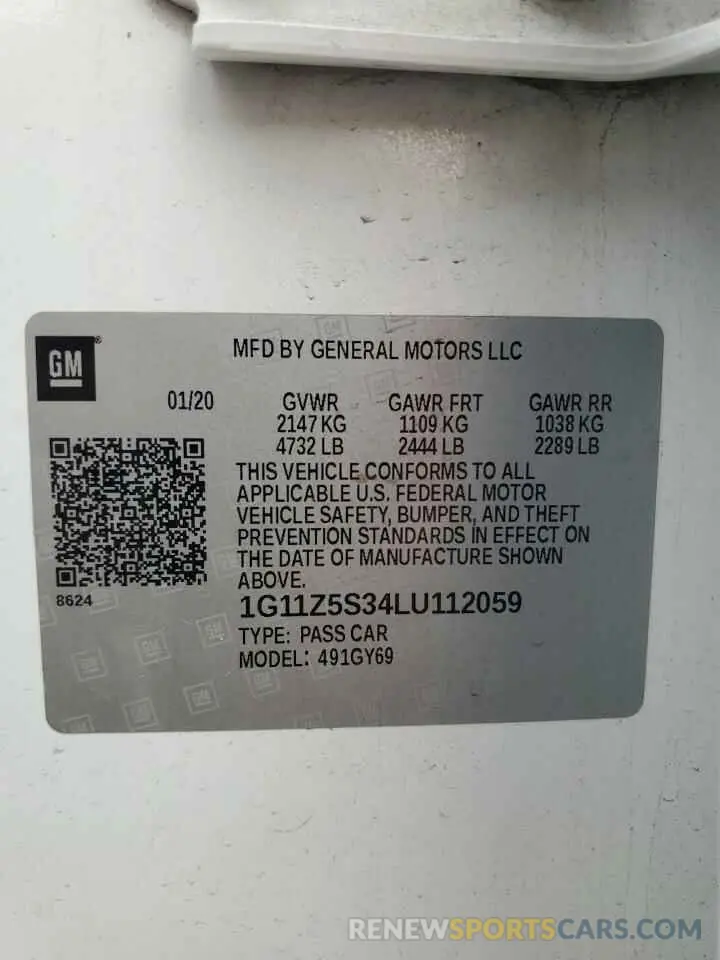 GM
MFD BY GENERAL MOTORS LLC
01/20 GVWR GAWR FRT GAWR RR
2147 KG 1109 KG 1038 KG
4732 LB 2444 LB 2289 LB
THIS VEHICLE CONFORMS TO ALL
APPLICABLE U.S. FEDERAL MOTOR
VEHICLE SAFETY, BUMPER, AND THEFT
PREVENTION STANDARDS IN EFFECT ON
THE DATE OF MANUFACTURE SHOWN
ABOVE.
8624
1G11Z5S34LU112059
TYPE: PASS CAR
MODEL: 491GY69
RENEWSPORTSCARS.COM